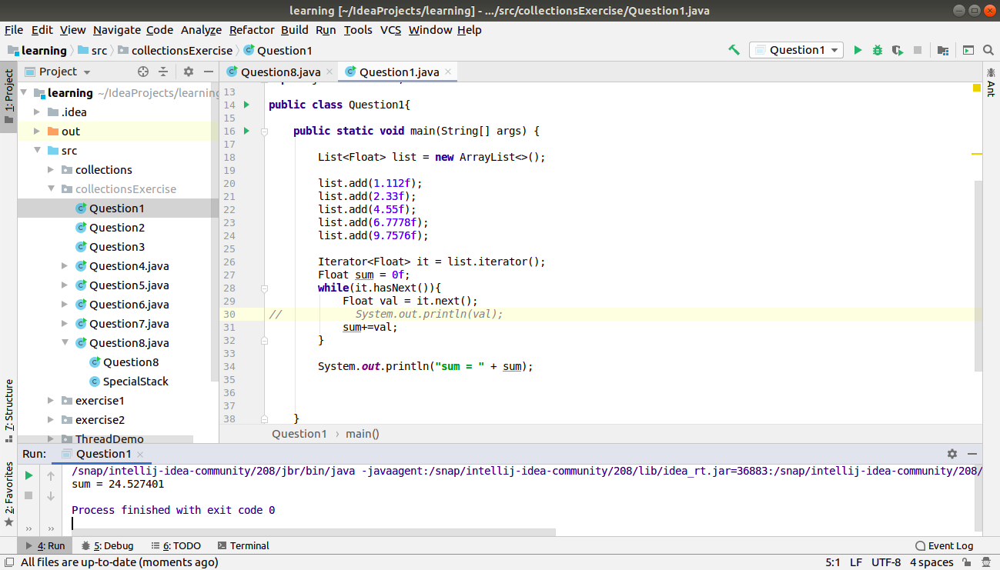 learning [~/IdeaProjects/learning] - .../src/collectionsExercise/Question1.java
File Edit View Navigate Code Analyze Refactor Build Run Tools VCS Window Help
learning src collectionsExercise Question1
Question1
1: Project
7: Structure
2: Favorites
Project
learning ~/IdeaProjects/learning
.idea
out
src
collections
collectionsExercise
Question1
Question2
Question3
Question4.java
Question5.java
Question6.java
Question7.java
Question8.java
Question8
SpecialStack
exercise1
exercise2
ThreadDemo
Question8.java Question1.java
Ant
13
14 public class Question1{
15
16 public static void main(String[] args) {
17
18 List<Float> list = new ArrayList<>();
19
20 list.add(1.112f);
21 list.add(2.33f);
22 list.add(4.55f);
23 list.add(6.7778f);
24 list.add(9.7576f);
25
26 Iterator<Float> it = list.iterator();
27 Float sum = 0f;
28 while(it.hasNext()){
29 Float val = it.next();
30 // System.out.println(val);
31 sum+=val;
32 }
33
34 System.out.println("sum = " + sum);
35
36
37
38 }
Question1 › main()
Run: Question1
/snap/intellij-idea-community/208/jbr/bin/java -javaagent:/snap/intellij-idea-community/208/lib/idea_rt.jar=36883:/snap/intellij-idea-community/208/
sum = 24.527401
Process finished with exit code 0
4: Run 5: Debug 6: TODO Terminal Event Log
All files are up-to-date (moments ago) 5:1 LF UTF-8 4 spaces